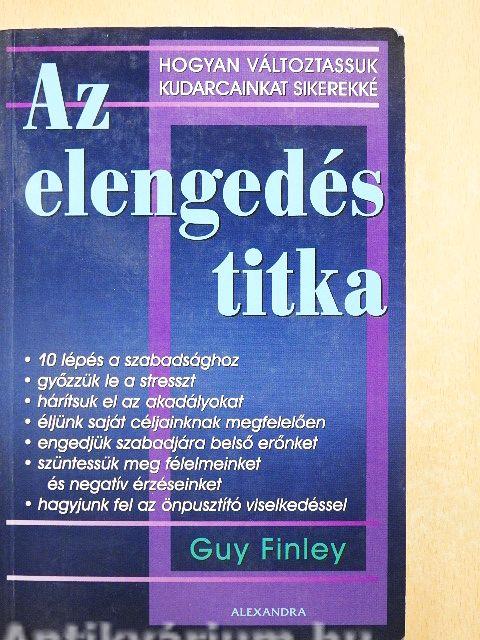 HOGYAN VÁLTOZTASSUK
KUDARCAINKAT SIKEREKKÉ
Az
elengedés
titka
• 10 lépés a szabadsághoz
• győzzük le a stresszt
• hárítsuk el az akadályokat
• éljünk saját céljainknak megfelelően
• engedjük szabadjára belső erőnket
• szüntessük meg félelmeinket
és negatív érzéseinket
• hagyjunk fel az önpusztító viselkedéssel
Guy Finley
ALEXANDRA
Antikvárium.hu